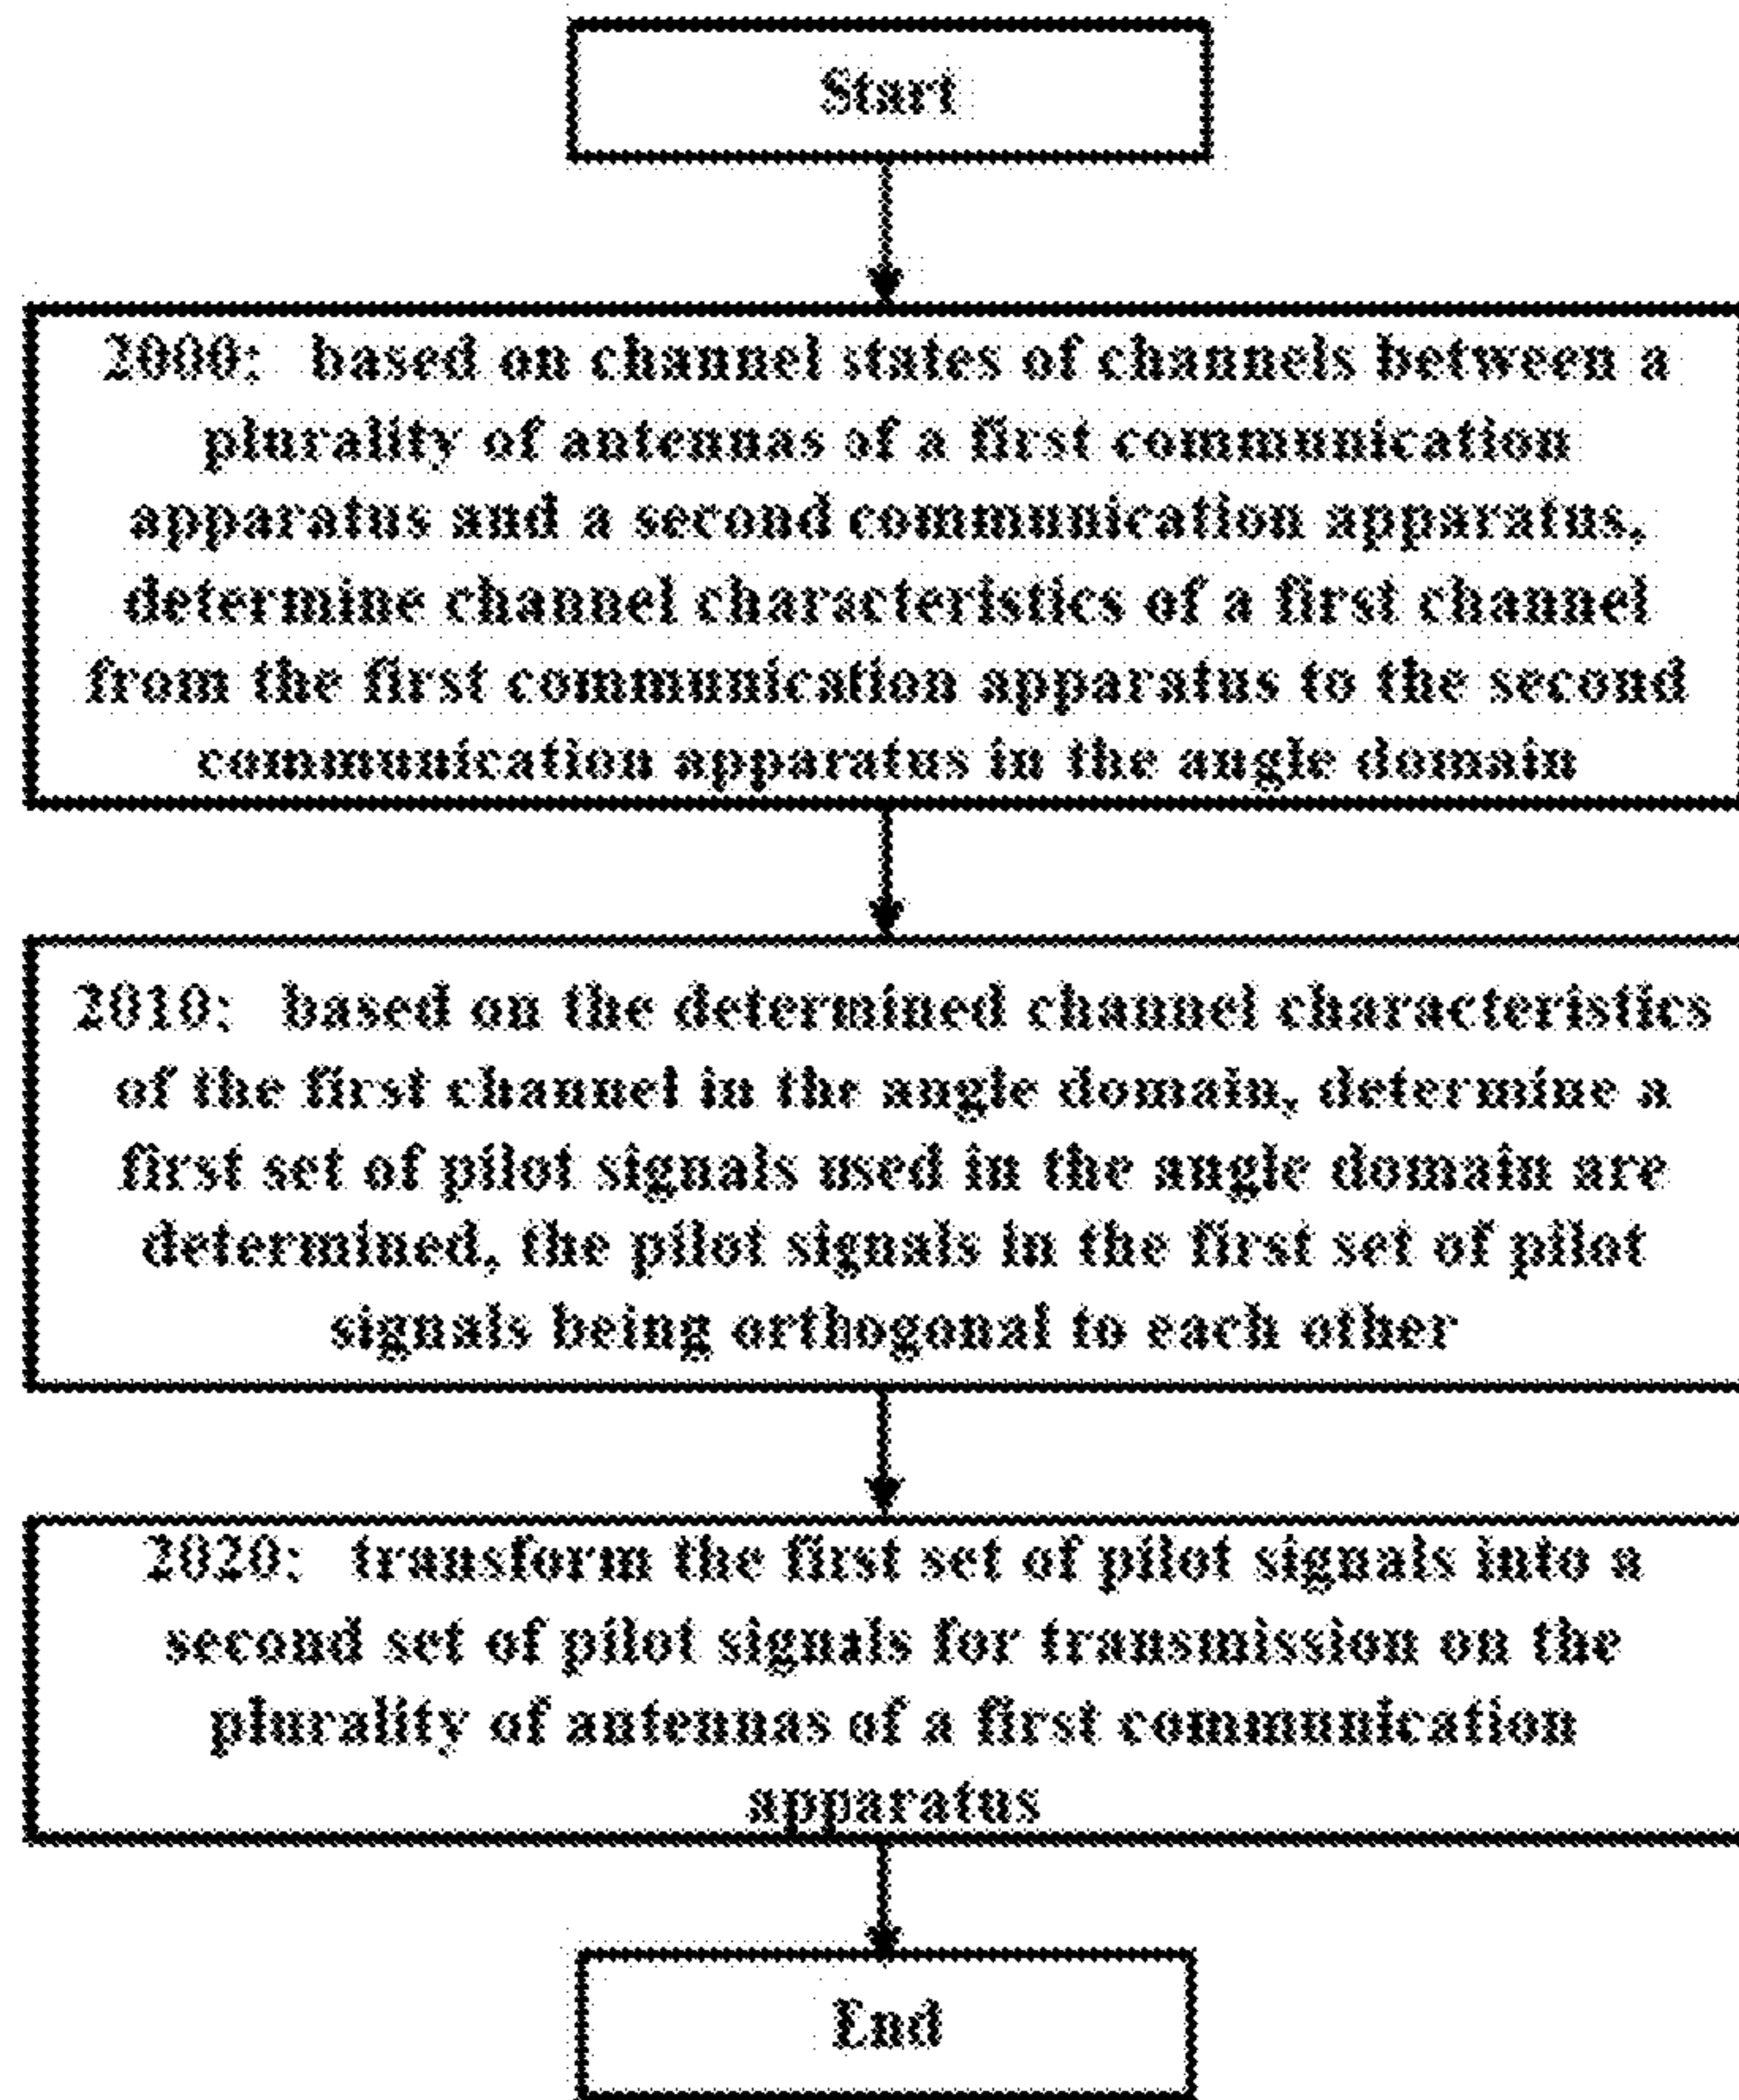 Start
2000: based on channel states of channels between a
plurality of antennas of a first communication
apparatus and a second communication apparatus,
determine channel characteristics of a first channel
from the first communication apparatus to the second
communication apparatus in the angle domain
2010: based on the determined channel characteristics
of the first channel in the angle domain, determine a
first set of pilot signals used in the angle domain are
determined, the pilot signals in the first set of pilot
signals being orthogonal to each other
2020: transform the first set of pilot signals into a
second set of pilot signals for transmission on the
plurality of antennas of a first communication
apparatus
End